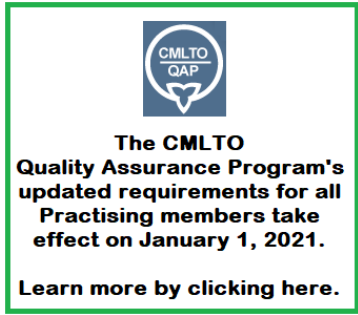 CMLTO
QAP
The CMLTO
Quality Assurance Program's
updated requirements for all
Practising members take
effect on January 1, 2021.
Learn more by clicking here.